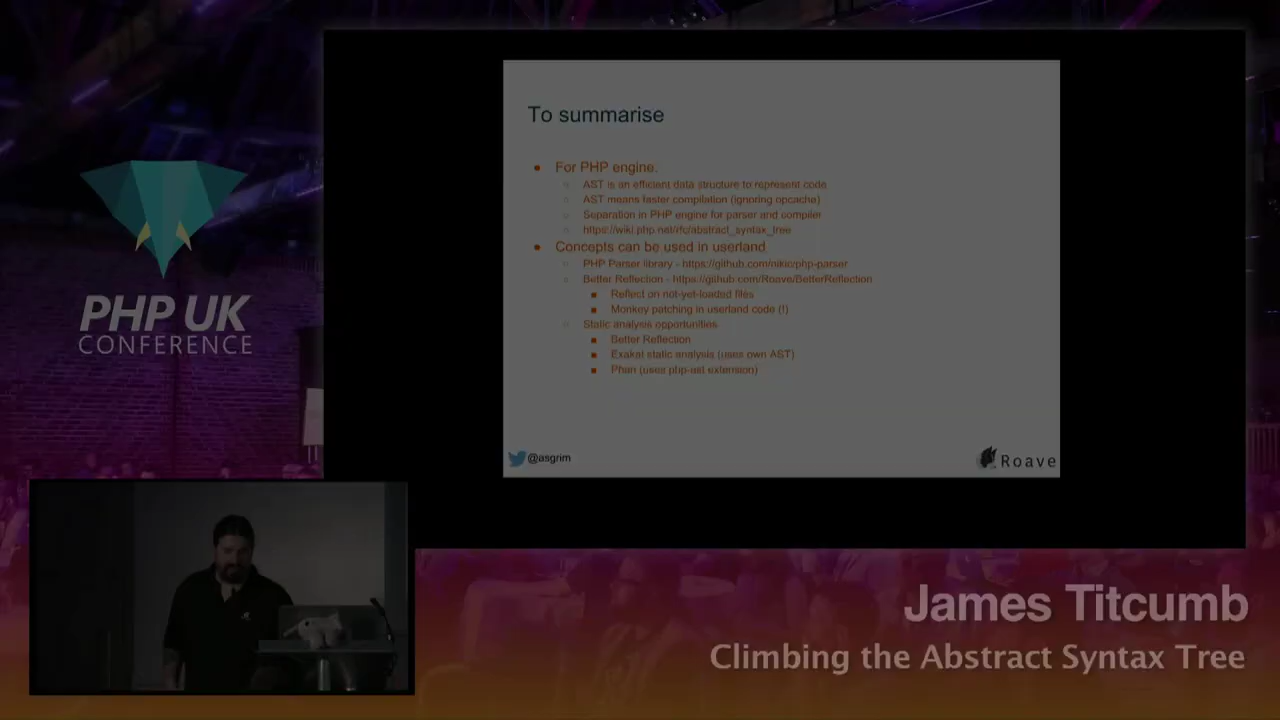 To summarise
● For PHP engine:
○ AST is an efficient data structure to represent code
○ AST means faster compilation (ignoring opcache)
○ Separation in PHP engine for parser and compiler
○ https://wiki.php.net/rfc/abstract_syntax_tree
● Concepts can be used in userland
○ PHP Parser library - https://github.com/nikic/php-parser
○ Better Reflection - https://github.com/Roave/BetterReflection
■ Reflect on not-yet-loaded files
■ Monkey patching in userland code (!)
○ Static analysis opportunities
■ Better Reflection
■ Exakat static analysis (uses own AST)
■ Phan (uses php-ast extension)
@asgrim
Roave
PHP UK
CONFERENCE
James Titcumb
Climbing the Abstract Syntax Tree